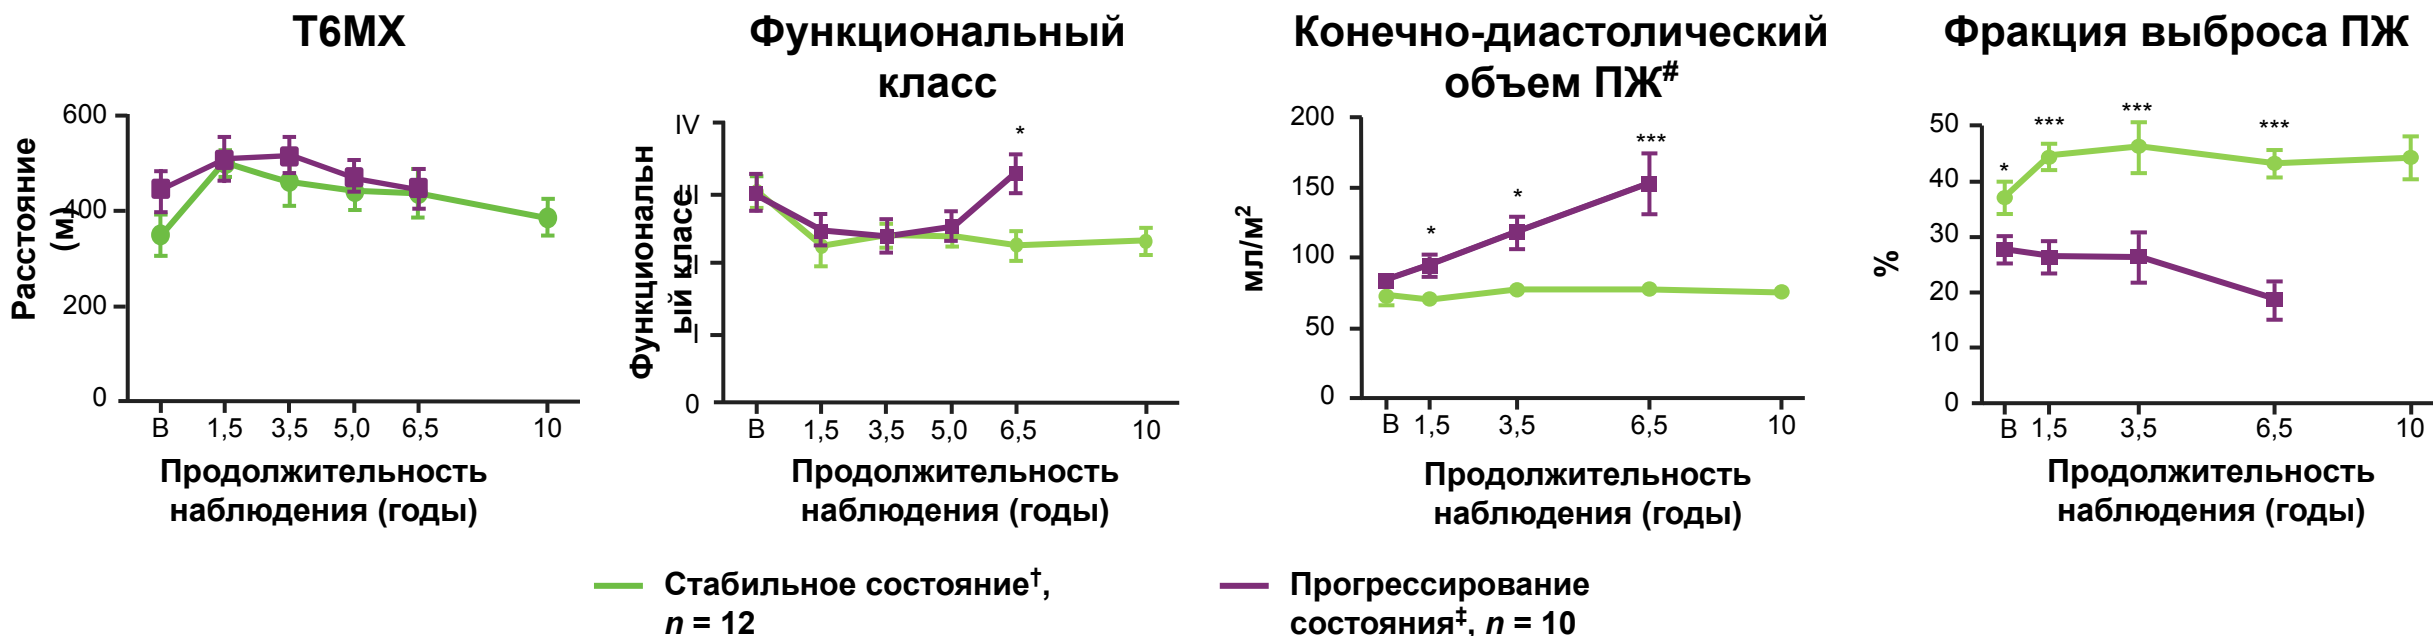 Т6МХ
Расстояние
(м)
600
400
200
0
В 1,5 3,5 5,0 6,5 10
Продолжительность
наблюдения (годы)
Функциональный
класс
Функциональн
ый класс
IV
II
I
0
В 1,5 3,5 5,0 6,5 10
*
Продолжительность
наблюдения (годы)
Конечно-диастолический
объем ПЖ#
мл/м2
200
150
100
50
0
* * ***
В 1,5 3,5 6,5 10
Продолжительность
наблюдения (годы)
Фракция выброса ПЖ
%
50
40
30
20
10
0
* *** *** ***
В 1,5 3,5 6,5 10
Продолжительность
наблюдения (годы)
Стабильное состояние†,
n = 12
Прогрессирование
состояния‡, n = 10